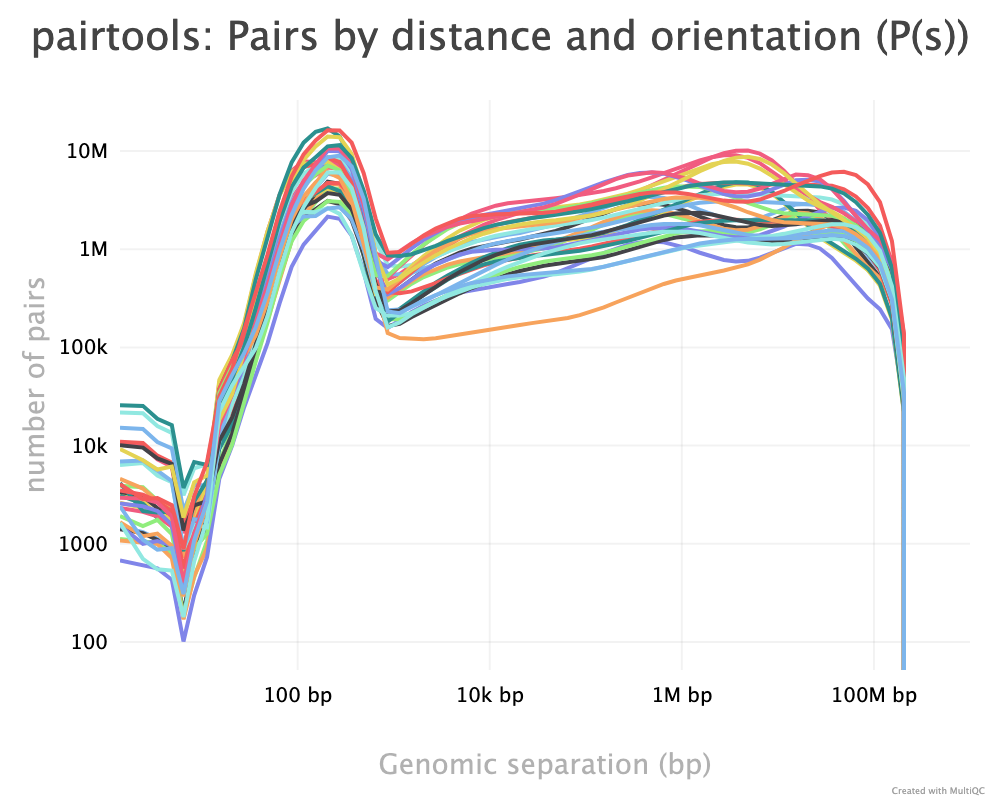 pairtools: Pairs by distance and orientation (P(s))
10M
1M
100k
10k
1000
100
number of pairs
100 bp
10k bp
1M bp
100M bp
Genomic separation (bp)
Created with MultiQC